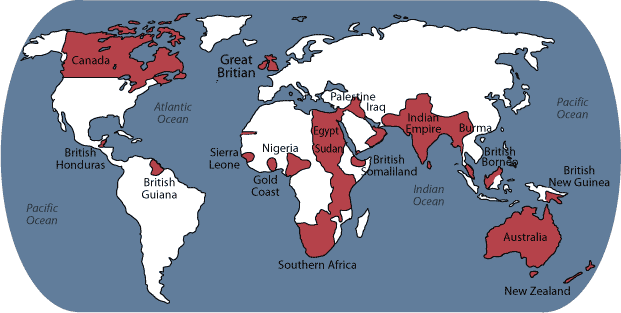 Canada
Great
Britian
Atlantic
Ocean
Pacific
Ocean
Palestine
Iraq
Indian
Empire
Burma
Egypt
Sudan
Nigeria
British
Honduras
Sierra
Leone
British
Somaliland
British
Borneo
British
Guiana
Gold
Coast
Indian
Ocean
British
New Guinea
Pacific
Ocean
Australia
Southern Africa
New Zealand